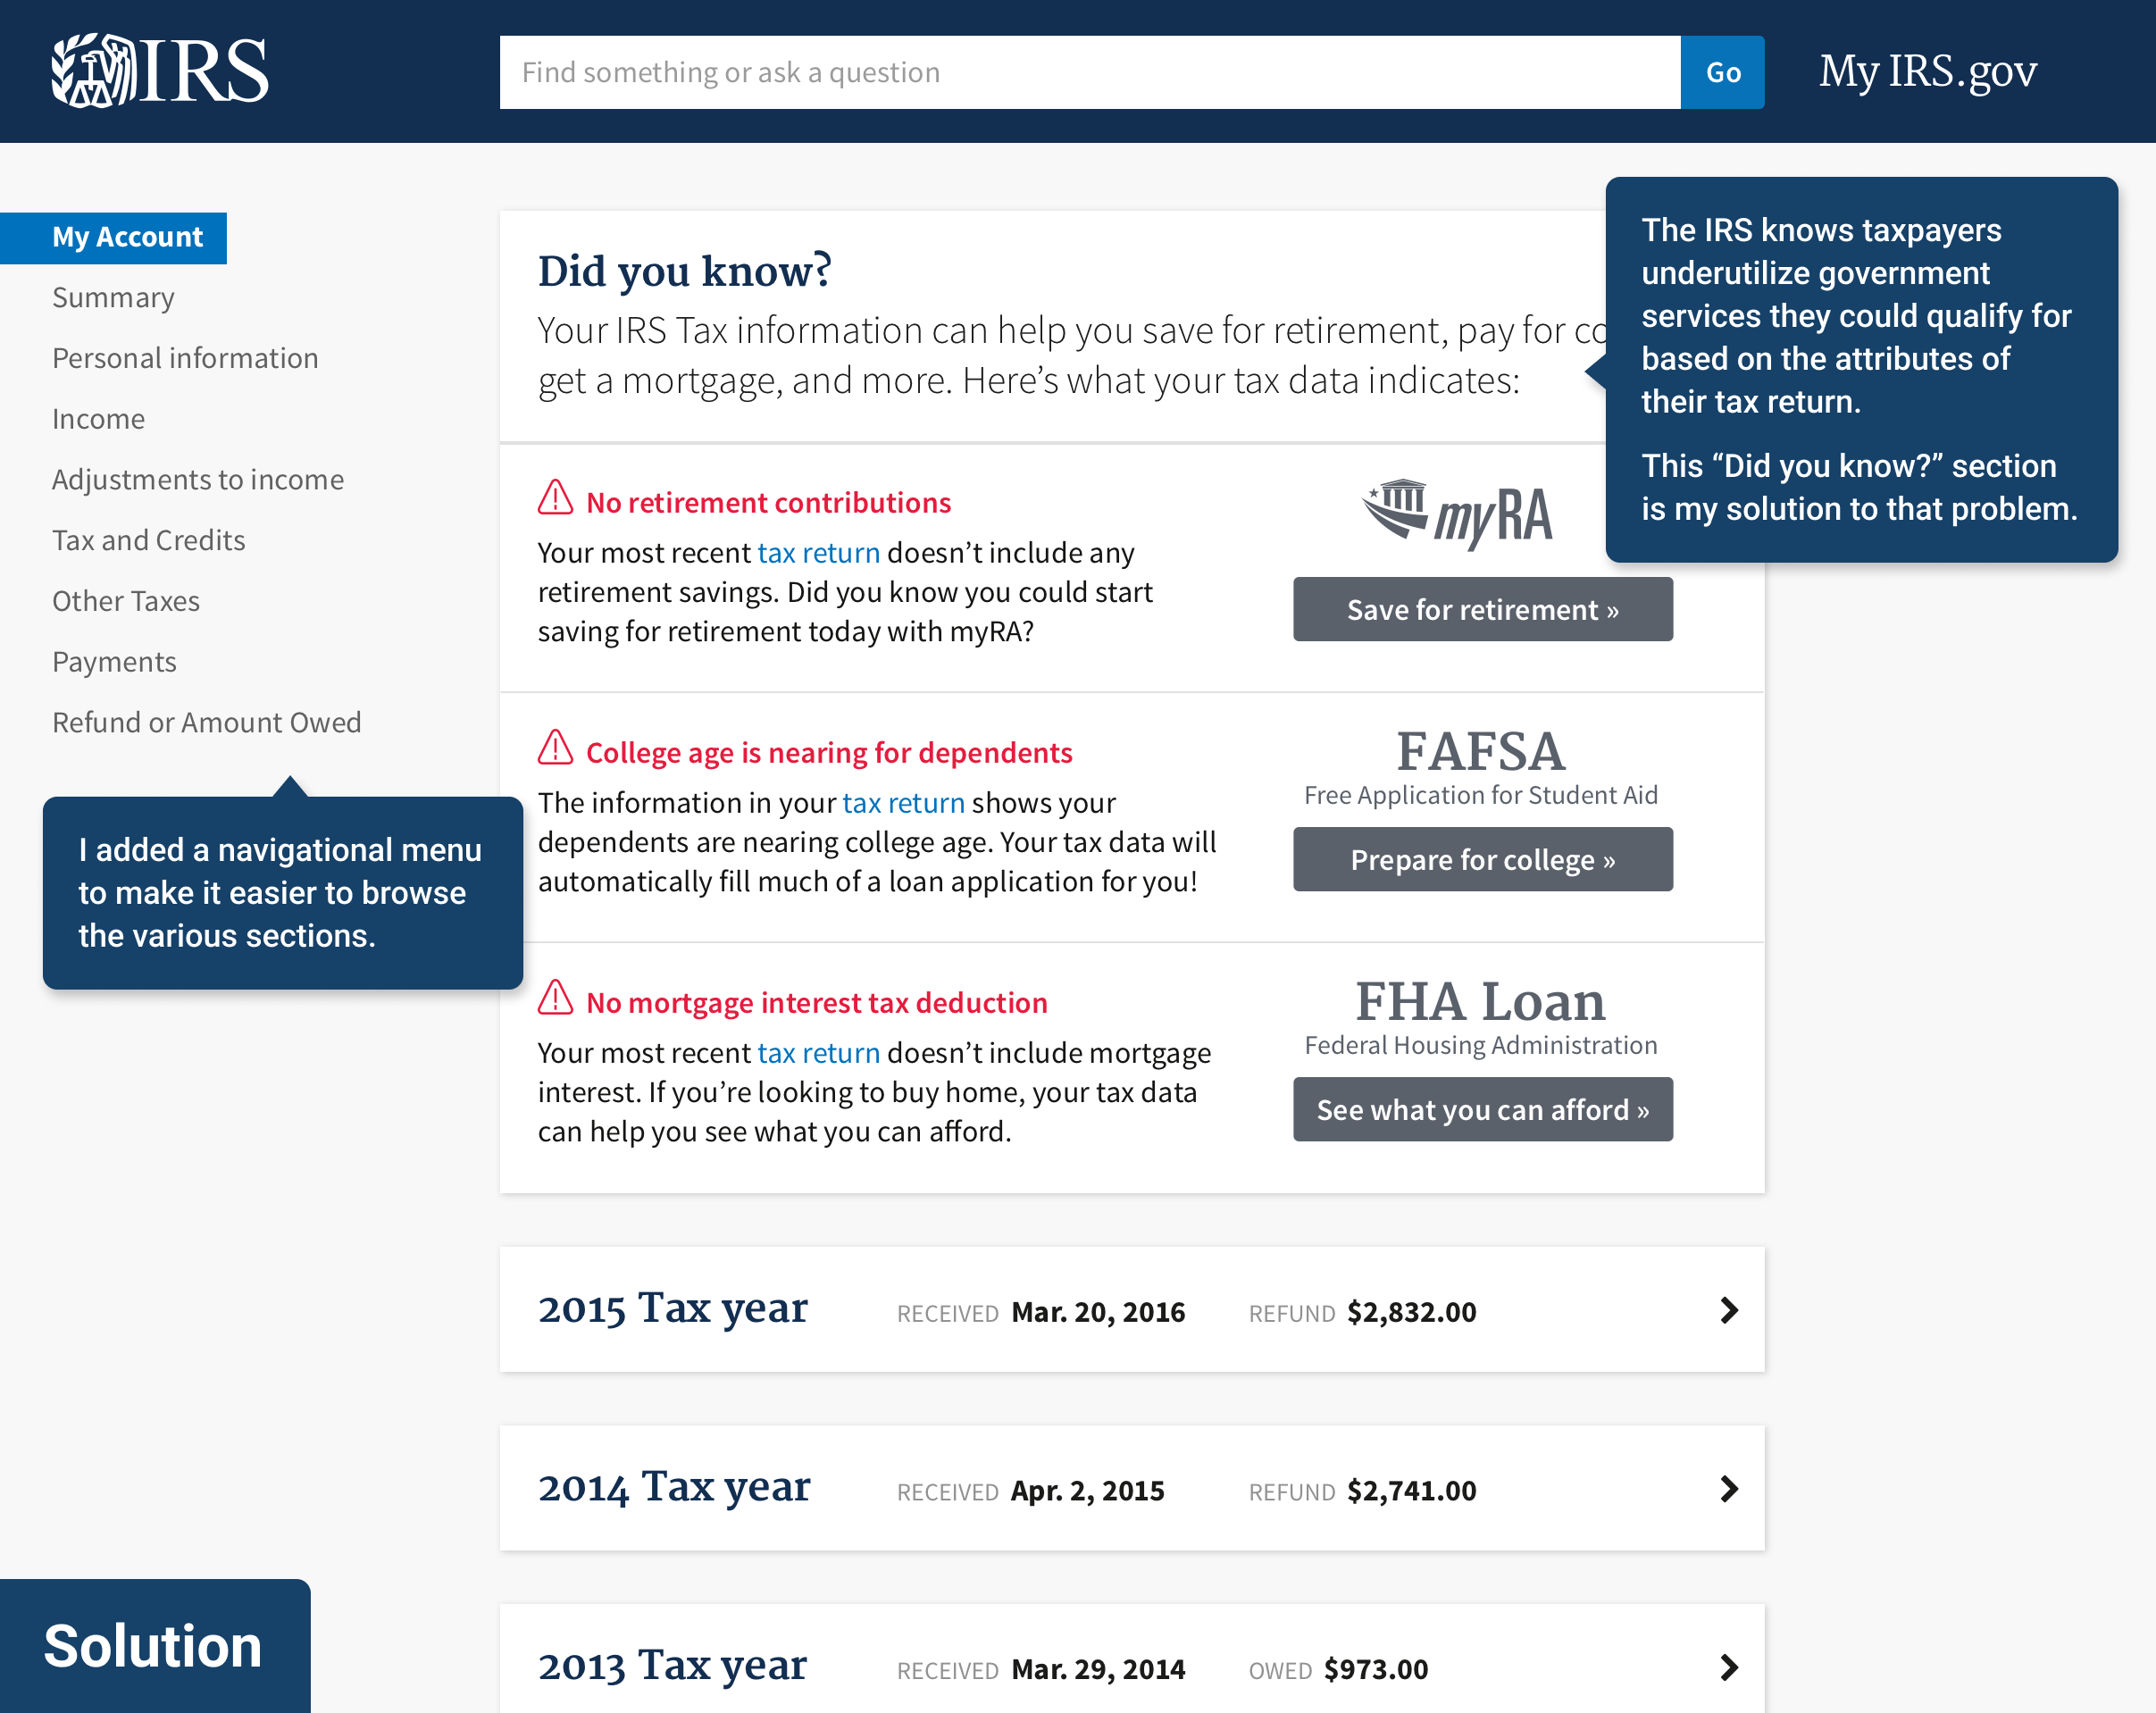 IRS
Find something or ask a question
Go
My IRS.gov
My Account
Summary
Personal information
Income
Adjustments to income
Tax and Credits
Other Taxes
Payments
Refund or Amount Owed
I added a navigational menu
to make it easier to browse
the various sections.
Did you know?
Your IRS Tax information can help you save for retirement, pay for
get a mortgage, and more. Here’s what your tax data indicates:
The IRS knows taxpayers
underutilize government
services they could qualify for
based on the attributes of
their tax return.
This “Did you know?” section
is my solution to that problem.
No retirement contributions
Your most recent tax return doesn’t include any
retirement savings. Did you know you could start
saving for retirement today with myRA?
myRA
Save for retirement »
College age is nearing for dependents
The information in your tax return shows your
dependents are nearing college age. Your tax data will
automatically fill much of a loan application for you!
FAFSA
Free Application for Student Aid
Prepare for college »
No mortgage interest tax deduction
Your most recent tax return doesn’t include mortgage
interest. If you’re looking to buy home, your tax data
can help you see what you can afford.
FHA Loan
Federal Housing Administration
See what you can afford »
2015 Tax year RECEIVED Mar. 20, 2016 REFUND $2,832.00
2014 Tax year RECEIVED Apr. 2, 2015 REFUND $2,741.00
2013 Tax year RECEIVED Mar. 29, 2014 OWED $973.00
Solution